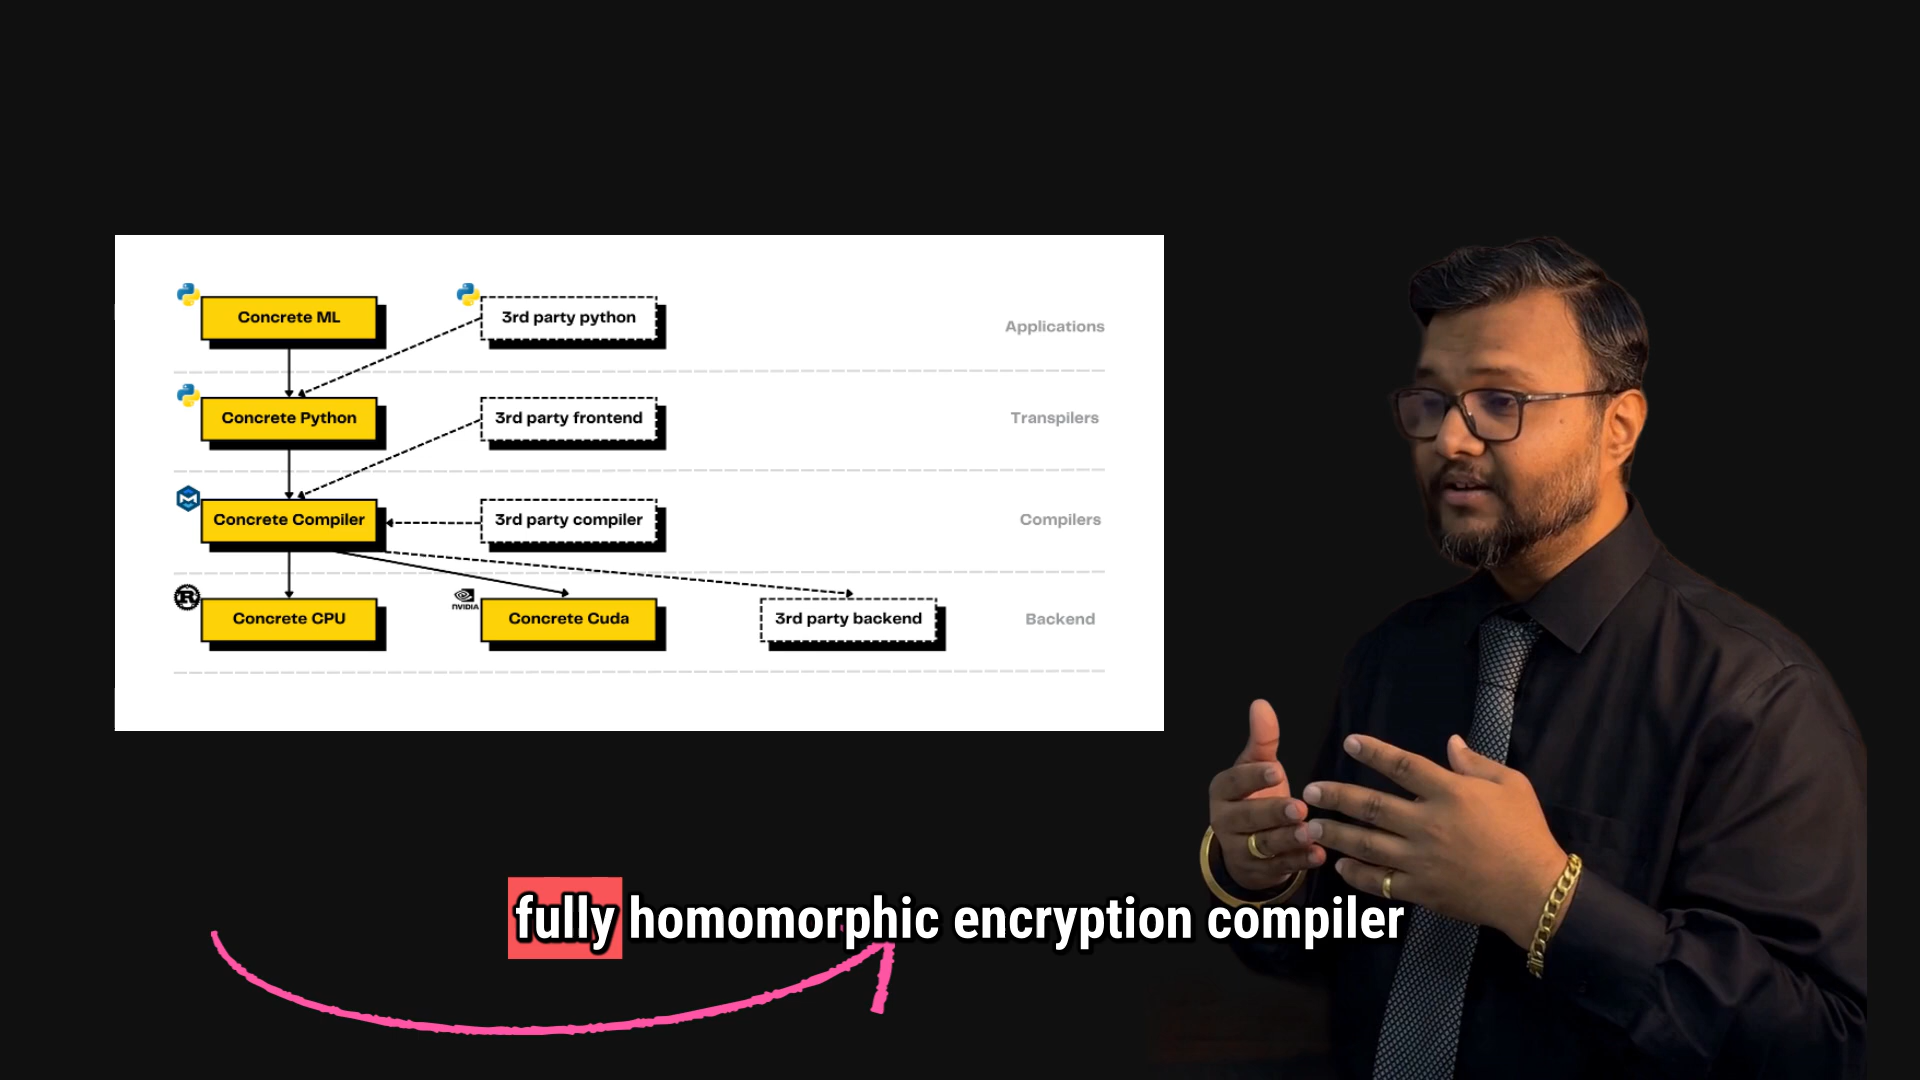 Concrete ML
3rd party python
Applications
Concrete Python
3rd party frontend
Transpilers
Concrete Compiler
3rd party compiler
Compilers
R
NVIDIA
Concrete CPU
Concrete Cuda
3rd party backend
Backend
fully homomorphic encryption compiler